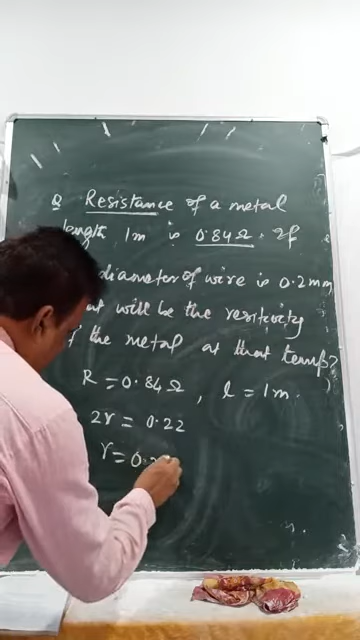 Q Resistance of a metal
length 1m is 0.84Ω. If
diameter of wire is 0.2mm
will be the resitivity
the metal at that temp?
R = 0.84Ω, l = 1m.
2r = 0.22
r = 0.